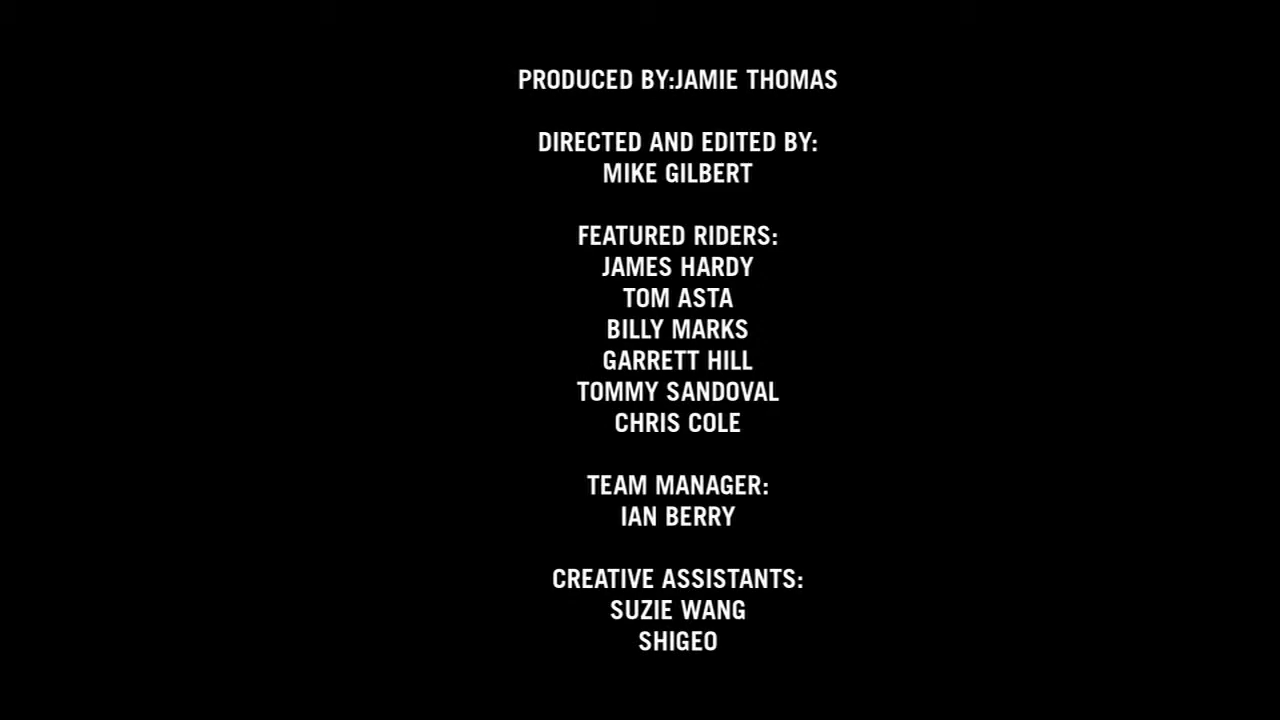 PRODUCED BY:JAMIE THOMAS
DIRECTED AND EDITED BY:
MIKE GILBERT
FEATURED RIDERS:
JAMES HARDY
TOM ASTA
BILLY MARKS
GARRETT HILL
TOMMY SANDOVAL
CHRIS COLE
TEAM MANAGER:
IAN BERRY
CREATIVE ASSISTANTS:
SUZIE WANG
SHIGEO